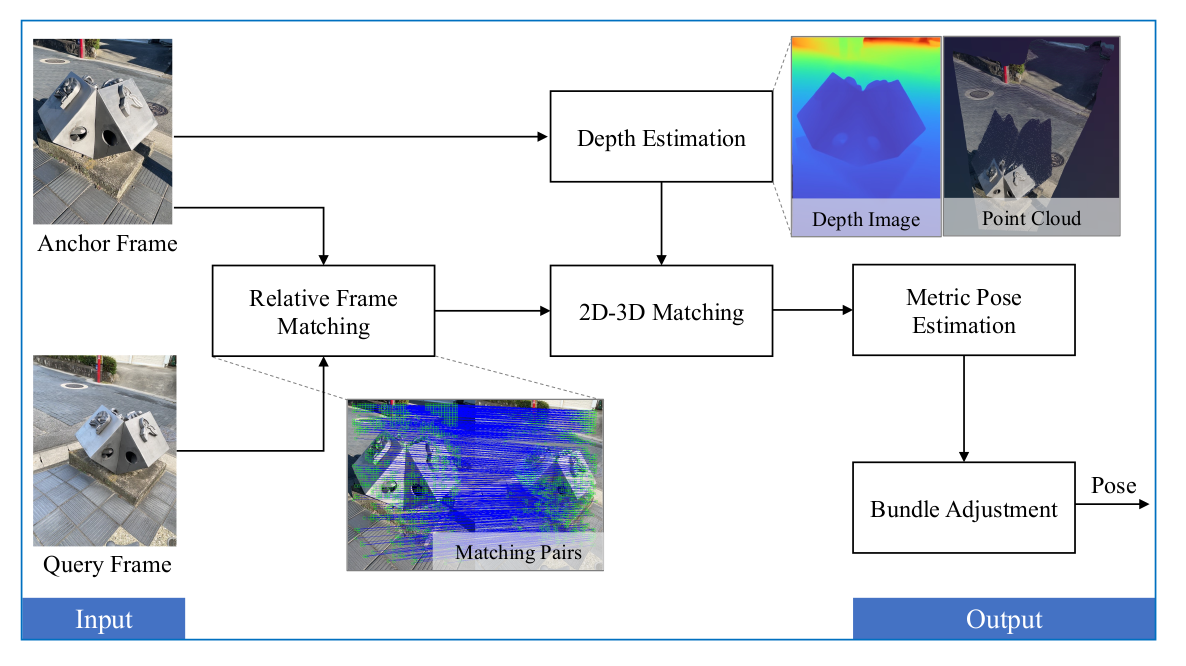 Anchor Frame
Depth Estimation
Depth Image
Point Cloud
Relative Frame
Matching
2D-3D Matching
Metric Pose
Estimation
Query Frame
Matching Pairs
Bundle Adjustment
Pose
Input
Output